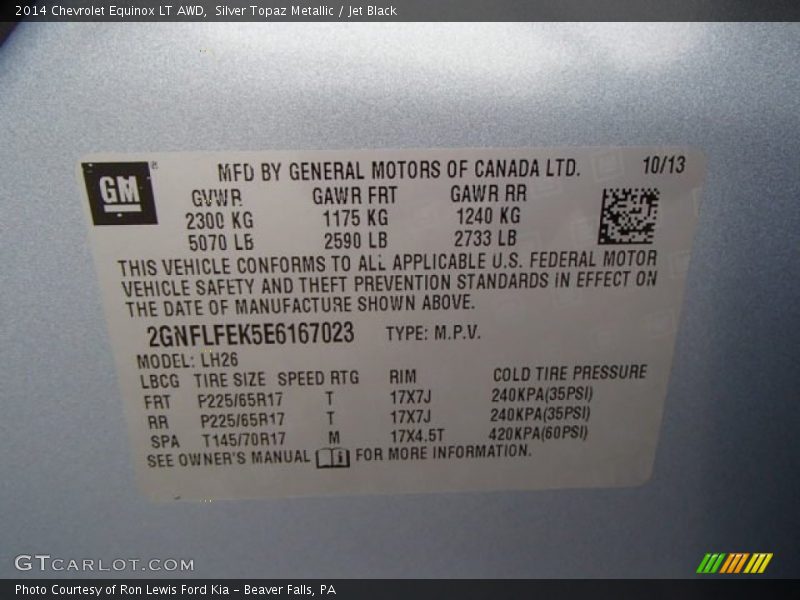 2014 Chevrolet Equinox LT AWD, Silver Topaz Metallic / Jet Black
GM
MFD BY GENERAL MOTORS OF CANADA LTD. 10/13
GVWR GAWR FRT GAWR RR
2300 KG 1175 KG 1240 KG
5070 LB 2590 LB 2733 LB
THIS VEHICLE CONFORMS TO ALL APPLICABLE U.S. FEDERAL MOTOR
VEHICLE SAFETY AND THEFT PREVENTION STANDARDS IN EFFECT ON
THE DATE OF MANUFACTURE SHOWN ABOVE.
2GNFLFEK5E6167023 TYPE: M.P.V.
MODEL: LH26
LBCG TIRE SIZE SPEED RTG RIM COLD TIRE PRESSURE
FRT P225/65R17 T 17X7J 240KPA(35PSI)
RR P225/65R17 T 17X7J 240KPA(35PSI)
SPA T145/70R17 M 17X4.5T 420KPA(60PSI)
SEE OWNER'S MANUAL i FOR MORE INFORMATION.
GTCARLOT.COM
Photo Courtesy of Ron Lewis Ford Kia – Beaver Falls, PA